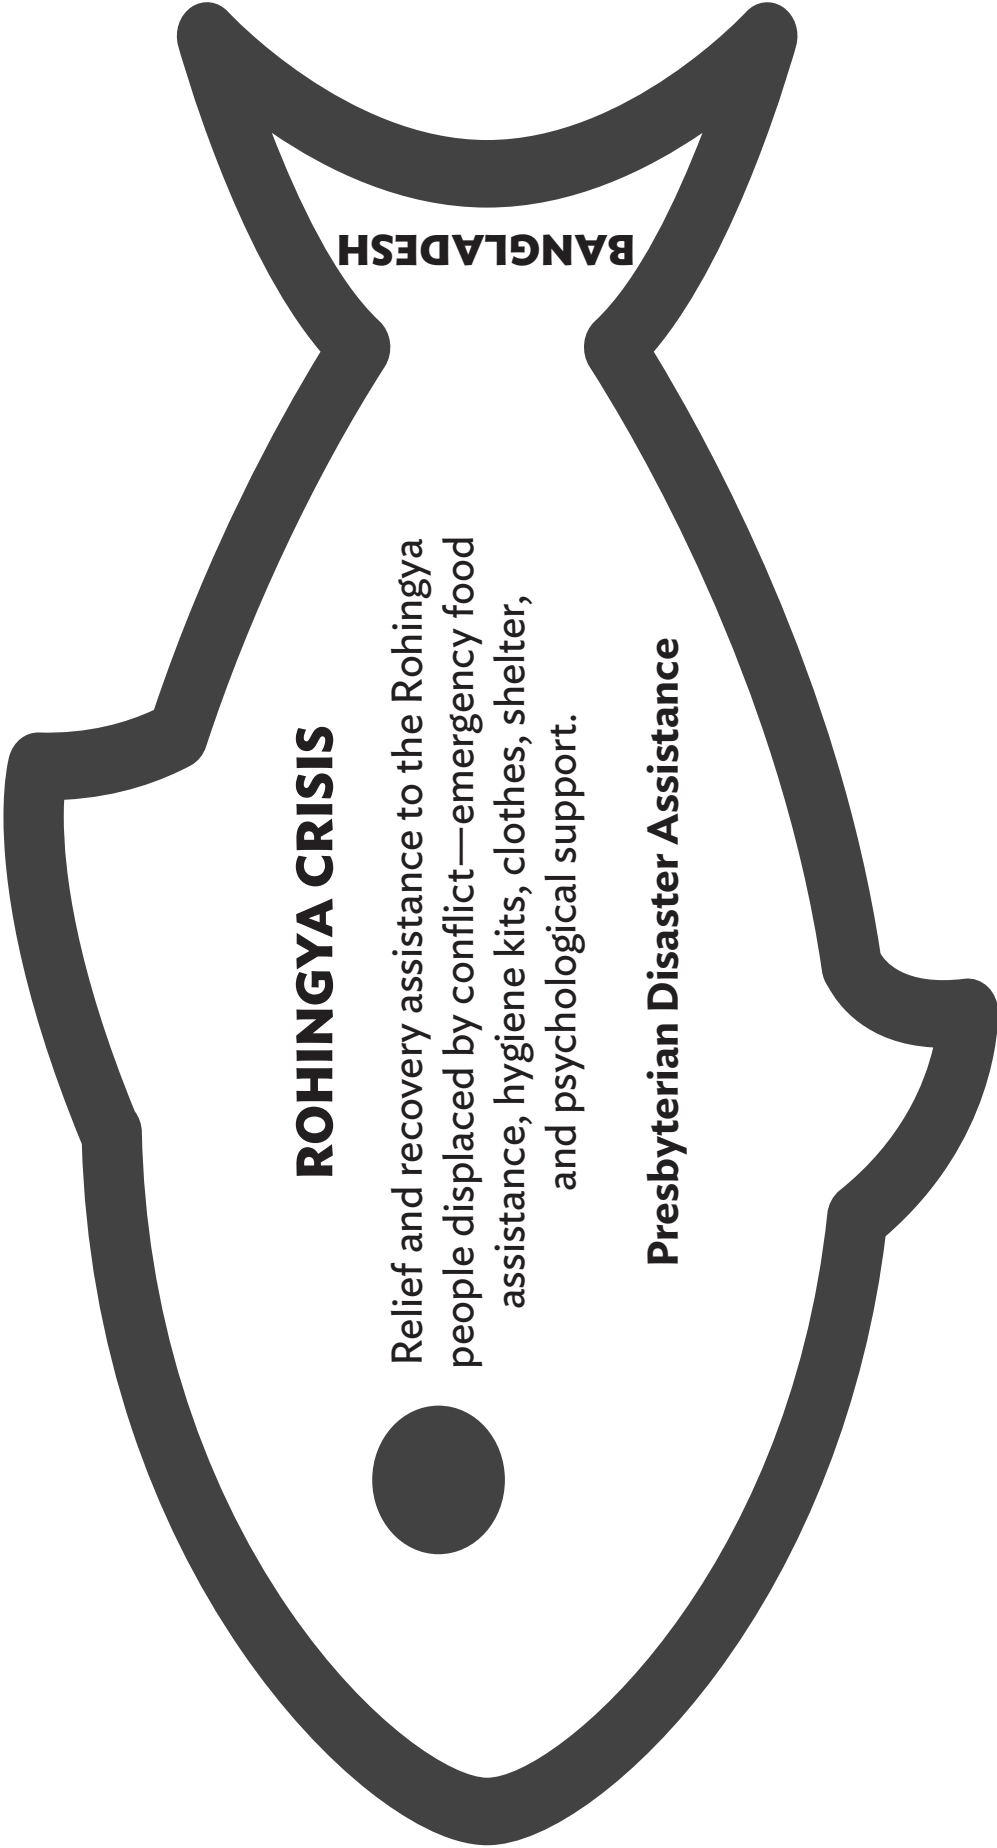 ROHINGYA CRISIS
Relief and recovery assistance to the Rohingya
people displaced by conflict—emergency food
assistance, hygiene kits, clothes, shelter,
and psychological support.
Presbyterian Disaster Assistance
BANGLADESH